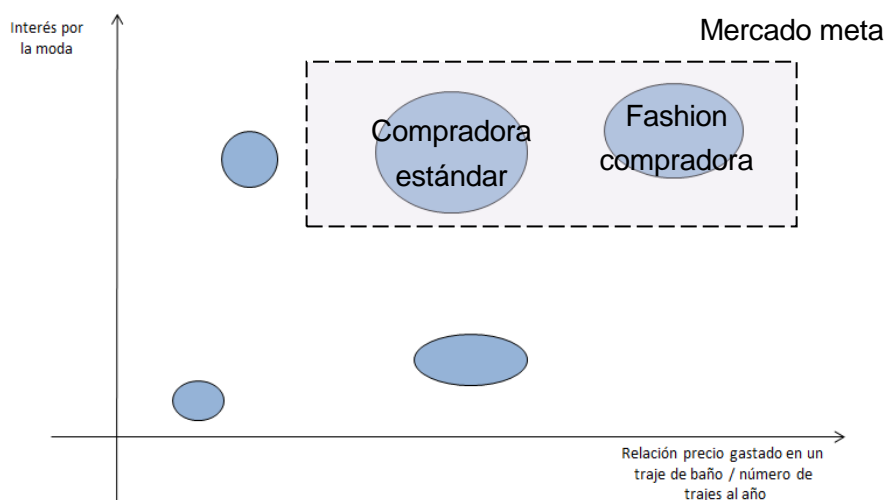 Interés por
la moda
Mercado meta
Compradora
estándar
Fashion
compradora
Relación precio gastado en un
traje de baño / número de
trajes al año